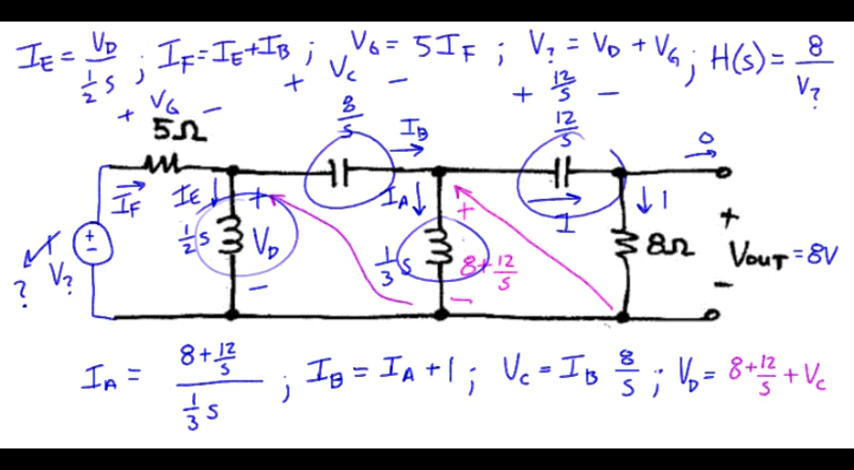 I_E = V_D / (1/2 s) ; I_F = I_E + I_B ; V_G = 5 I_F ; V_? = V_D + V_G ; H(s) = 8 / V_?
+ V_C −
+ 12/s −
+ V_G −
5Ω
8/s
I_B
12/s
0
I_F
I_E
+
I_A
+
I
1
+
+ − V_?
?
1/2 s
V_D
1/3 s
8+12/s
8Ω
V_OUT = 8V
−
−
−
I_A = (8+12/s) / (1/3 s) ; I_B = I_A + 1 ; V_C = I_B 8/s ; V_D = 8+12/s + V_C